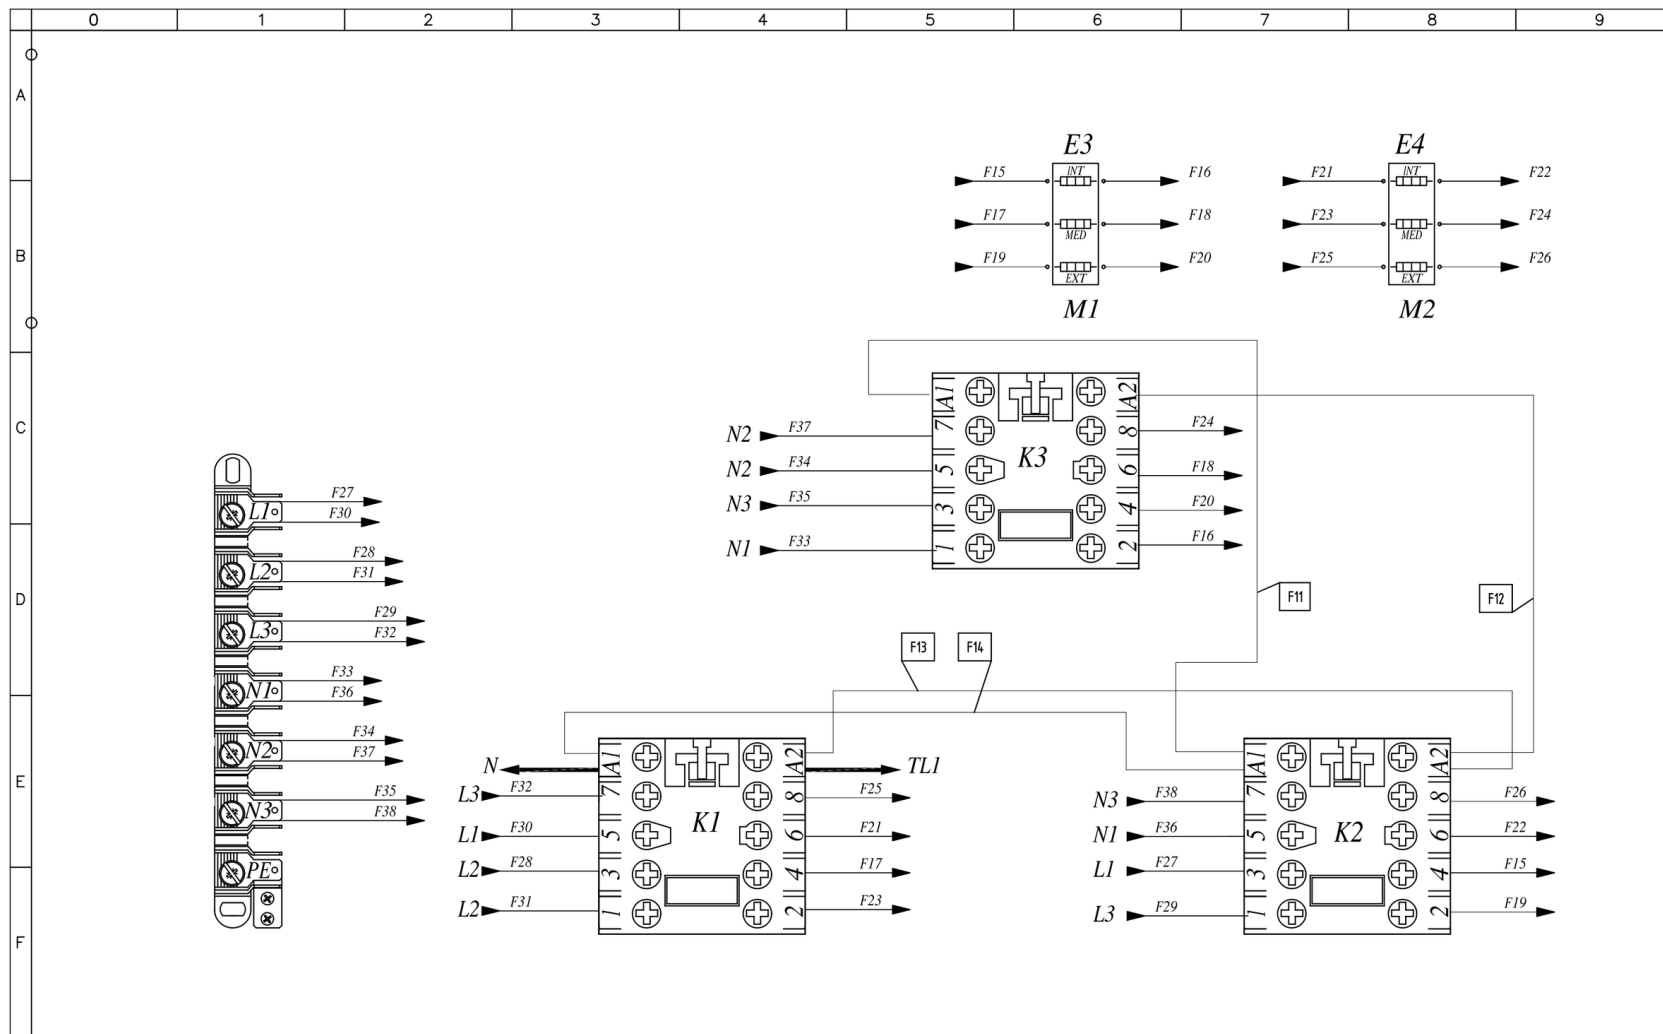 0 1 2 3 4 5 6 7 8 9
A
E3 E4
F15 INT F16 F21 INT F22
B
F17 MED F18 F23 MED F24
F19 EXT F20 F25 EXT F26
M1 M2
C
A1 A2
N2 F37 7 8 F24
N2 F34 5 K3 6 F18
N3 F35 3 4 F20
N1 F33 1 2 F16
L1 F27
F30
L2 F28
F31
D
F11 F12
L3 F29
F32
F13 F14
N1 F33
F36
N2 F34
F37
E
N A1 A2 TL1 A1 A2
L3 F32 7 8 F25 N3 F38 7 8 F26
N3 F35
F38
L1 F30 5 K1 6 F21 N1 F36 5 K2 6 F22
L2 F28 3 4 F17 L1 F27 3 4 F15
PE
L2 F31 1 2 F23 L3 F29 1 2 F19
F